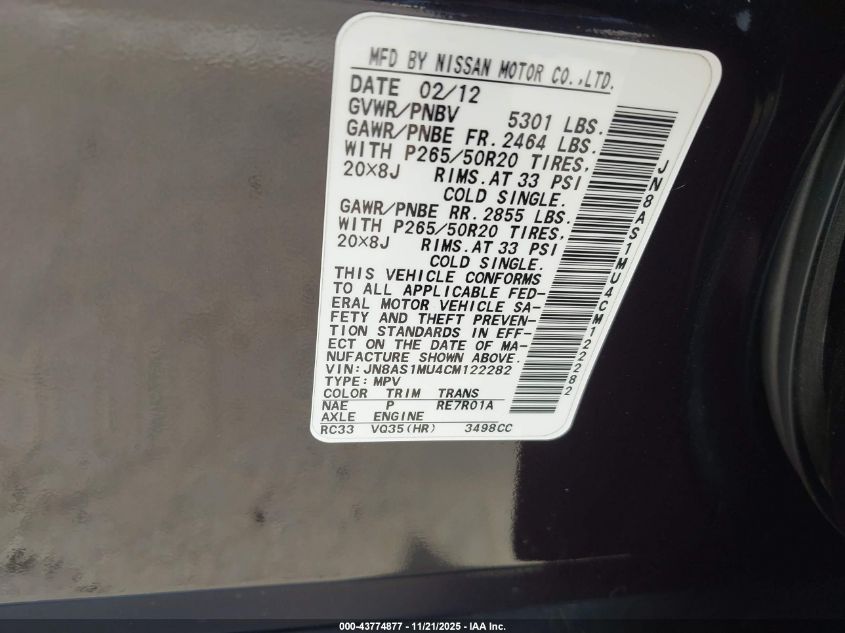 MFD BY NISSAN MOTOR CO.,LTD.
DATE 02/12
GVWR/PNBV 5301 LBS.
GAWR/PNBE FR. 2464 LBS.
WITH P265/50R20 TIRES,
20×8J RIMS. AT 33 PSI
COLD SINGLE.
GAWR/PNBE RR. 2855 LBS.
WITH P265/50R20 TIRES,
20×8J RIMS. AT 33 PSI
COLD SINGLE.
THIS VEHICLE CONFORMS
TO ALL APPLICABLE FED-
ERAL MOTOR VEHICLE SA-
FETY AND THEFT PREVEN-
TION STANDARDS IN EFF-
ECT ON THE DATE OF MA-
NUFACTURE SHOWN ABOVE.
VIN:JN8AS1MU4CM122282
TYPE:MPV
COLOR TRIM TRANS
NAE P RE7R01A
AXLE ENGINE
RC33 VQ35(HR) 3498CC
JN8AS1MU4CM122282
000-43774877 - 11/21/2025 - IAA Inc.